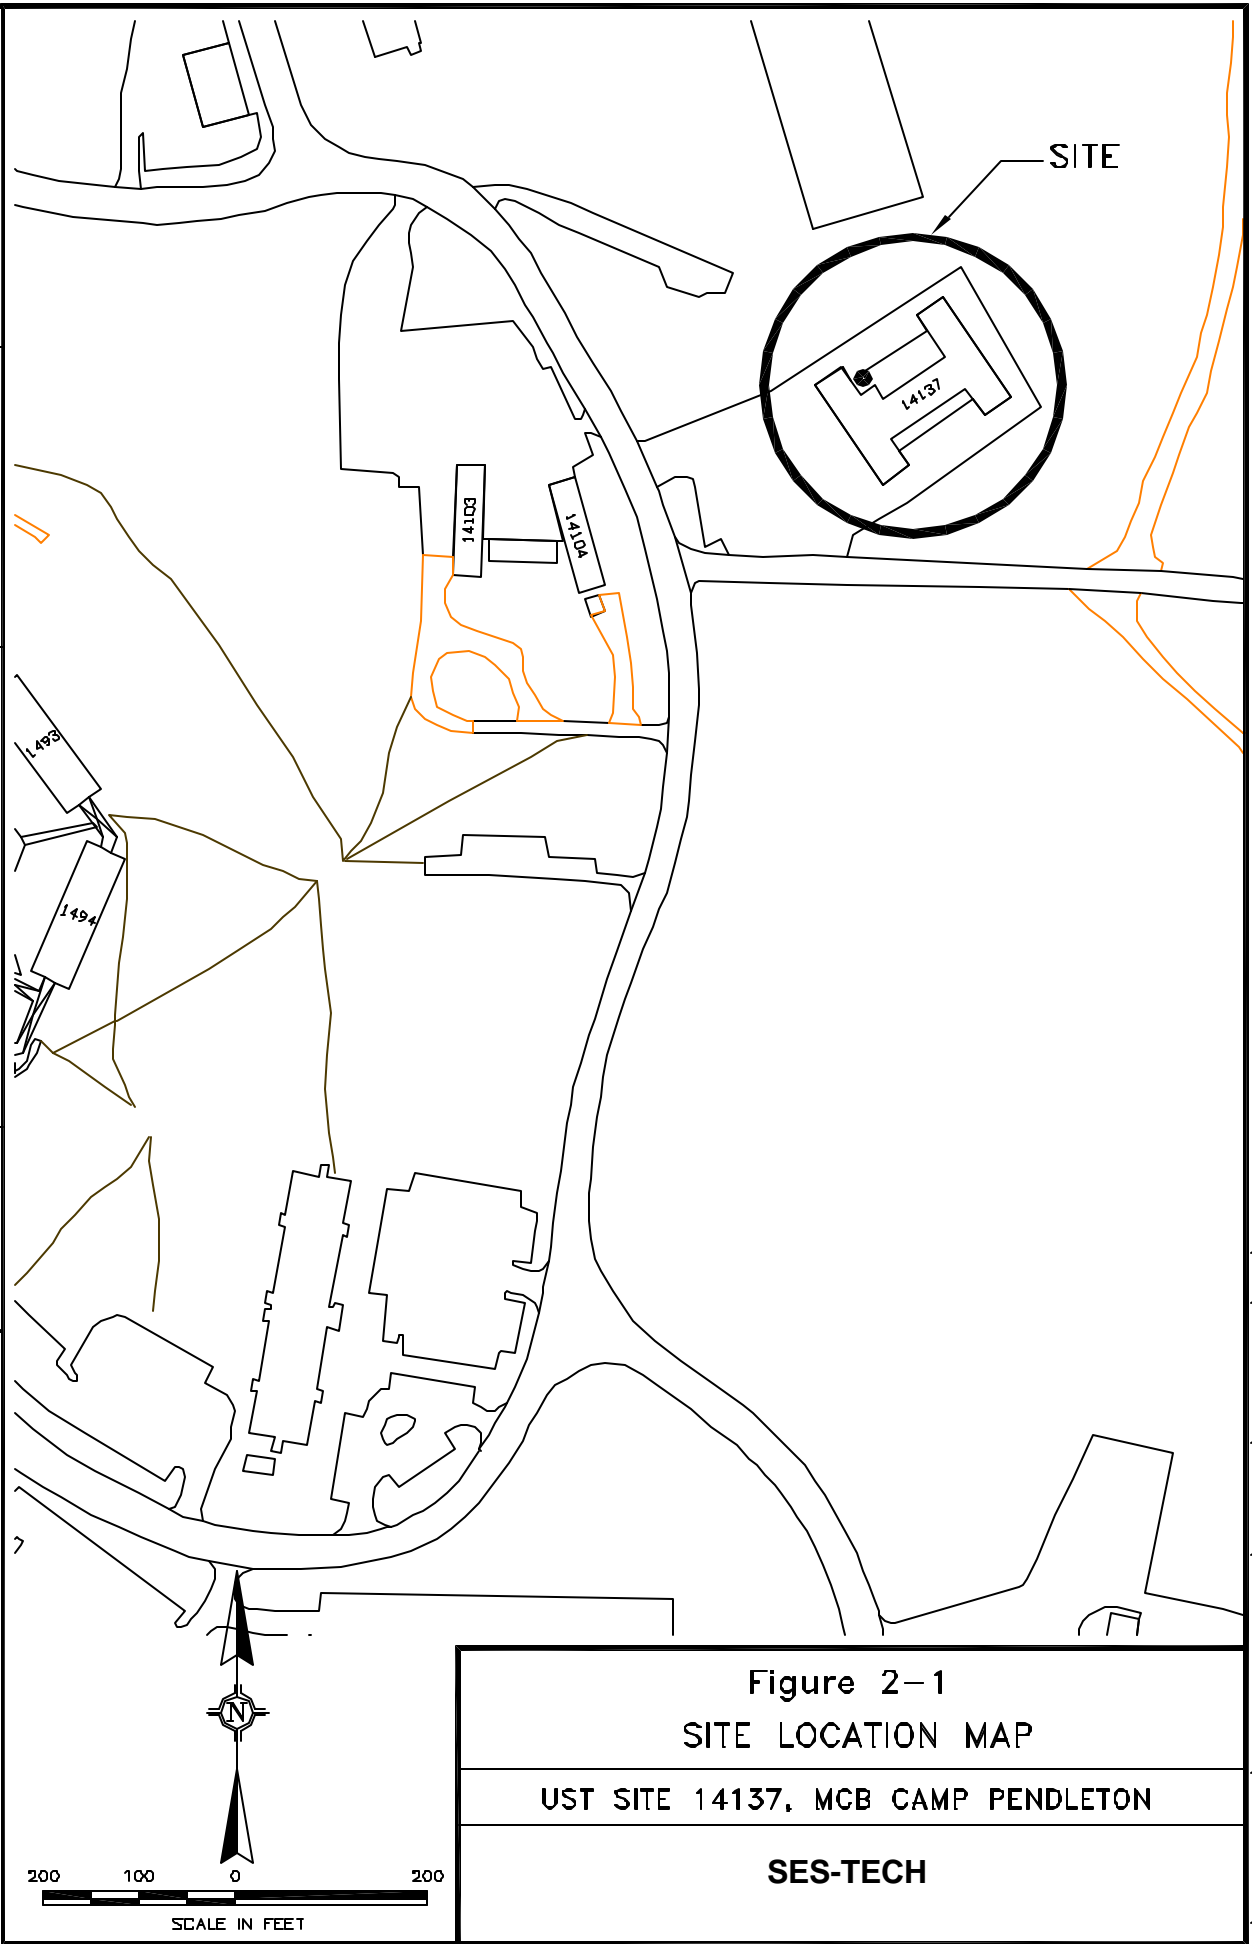 SITE
14137
14103
14104
1493
1494
N
200 100 0 200
SCALE IN FEET
Figure 2-1
SITE LOCATION MAP
UST SITE 14137, MCB CAMP PENDLETON
SES-TECH